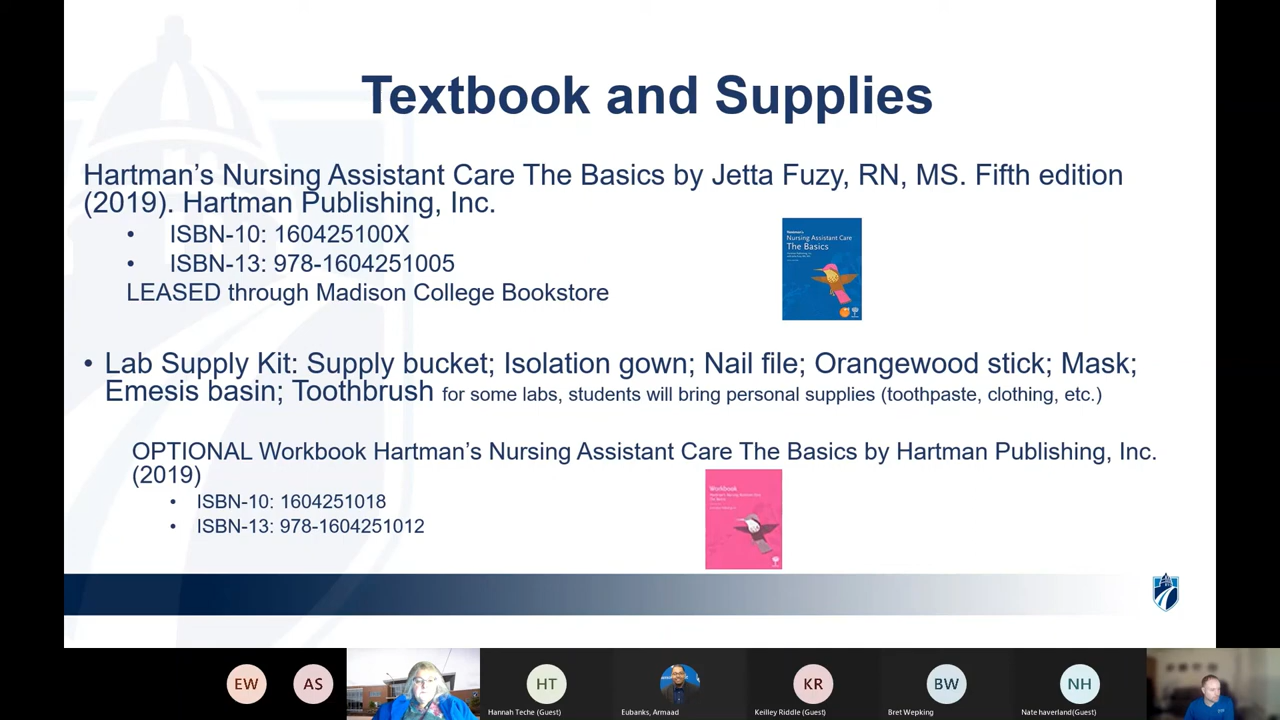 Textbook and Supplies
Hartman’s Nursing Assistant Care The Basics by Jetta Fuzy, RN, MS. Fifth edition
(2019). Hartman Publishing, Inc.
• ISBN-10: 160425100X
• ISBN-13: 978-1604251005
LEASED through Madison College Bookstore
Nursing Assistant Care
The Basics
• Lab Supply Kit: Supply bucket; Isolation gown; Nail file; Orangewood stick; Mask;
Emesis basin; Toothbrush for some labs, students will bring personal supplies (toothpaste, clothing, etc.)
OPTIONAL Workbook Hartman’s Nursing Assistant Care The Basics by Hartman Publishing, Inc.
(2019)
• ISBN-10: 1604251018
• ISBN-13: 978-1604251012
Workbook
EW
AS
HT
KR
BW
NH
Hannah Teche (Guest)
Eubanks, Armaad
Keilley Riddle (Guest)
Bret Wepking
Nate haverland(Guest)